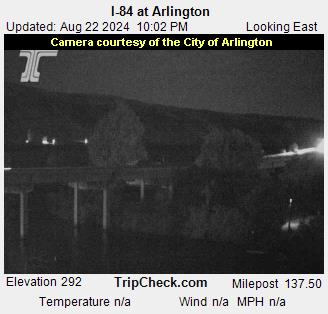 I-84 at Arlington
Updated: Aug 22 2024 10:02 PM Looking East
Camera courtesy of the City of Arlington
Elevation 292 TripCheck.com Milepost 137.50
Temperature n/a Wind n/a MPH n/a